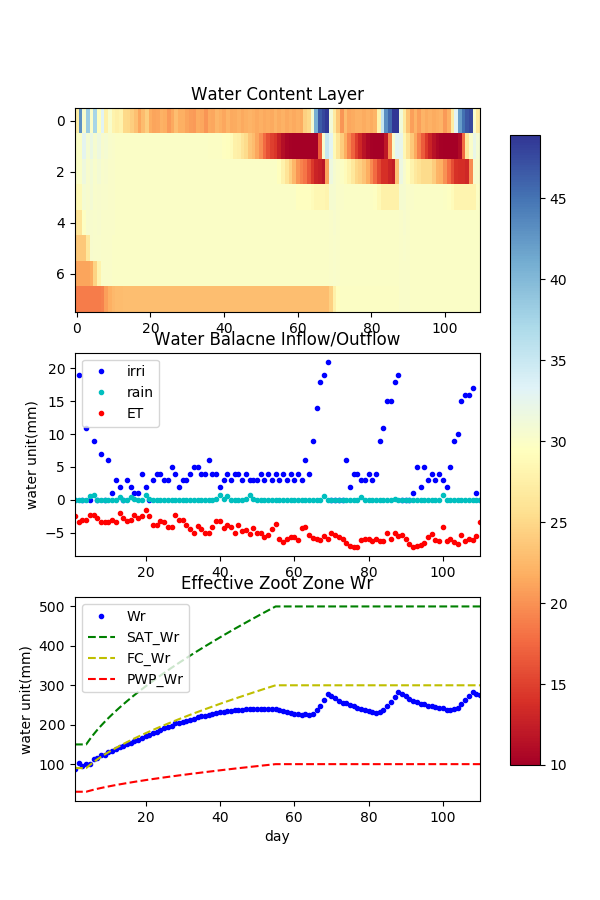 Water Content Layer
0
2
4
6
0 20 40 60 80 100
Water Balacne Inflow/Outflow
water unit(mm)
20
15
10
5
0
−5
irri
rain
ET
20 40 60 80 100
Effective Zoot Zone Wr
water unit(mm)
500
400
300
200
100
Wr
SAT_Wr
FC_Wr
PWP_Wr
20 40 60 80 100
day
45
40
35
30
25
20
15
10